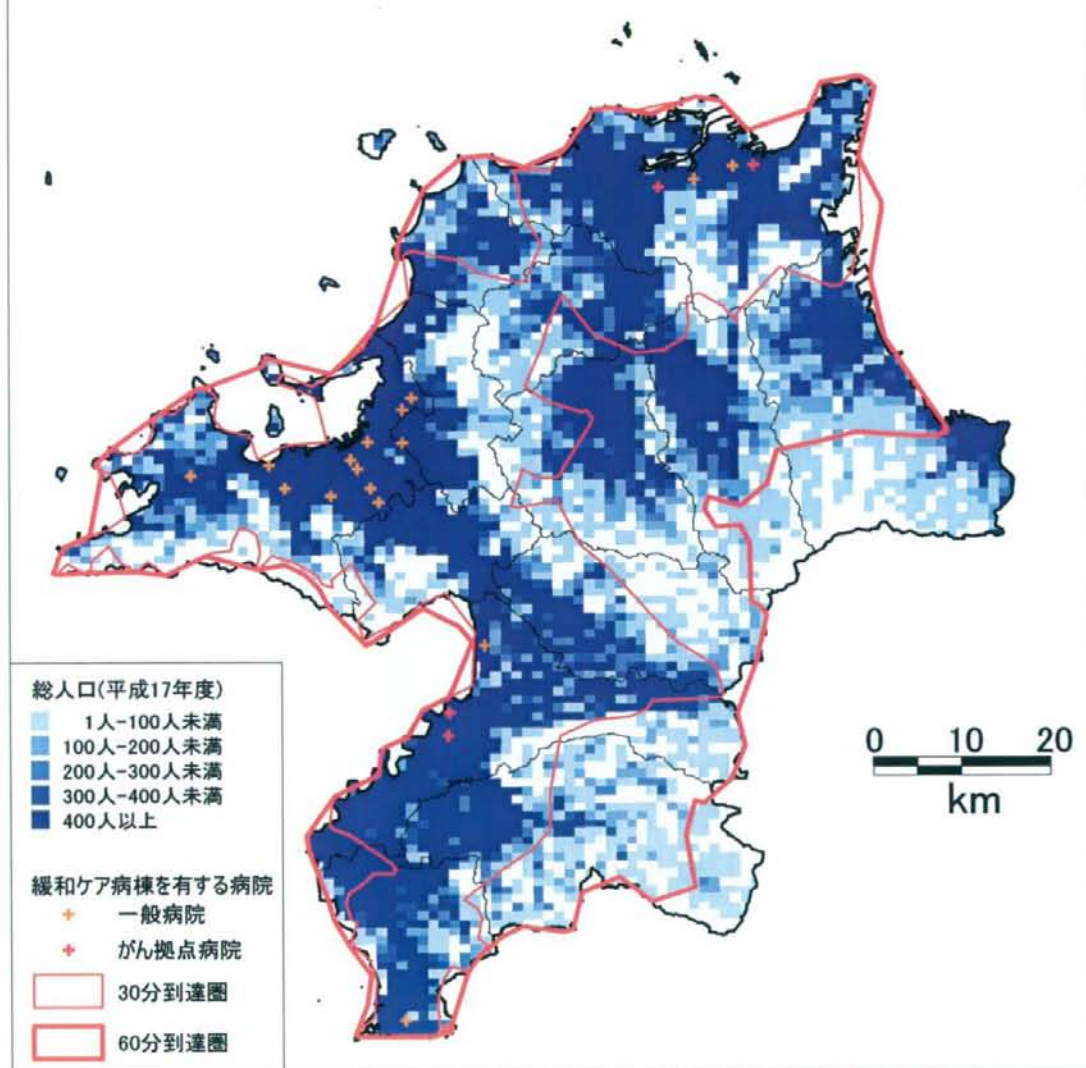 総人口(平成17年度)
1人-100人未満
100人-200人未満
200人-300人未満
300人-400人未満
400人以上
緩和ケア病棟を有する病院
一般病院
がん拠点病院
30分到達圏
60分到達圏
0 10 20
km